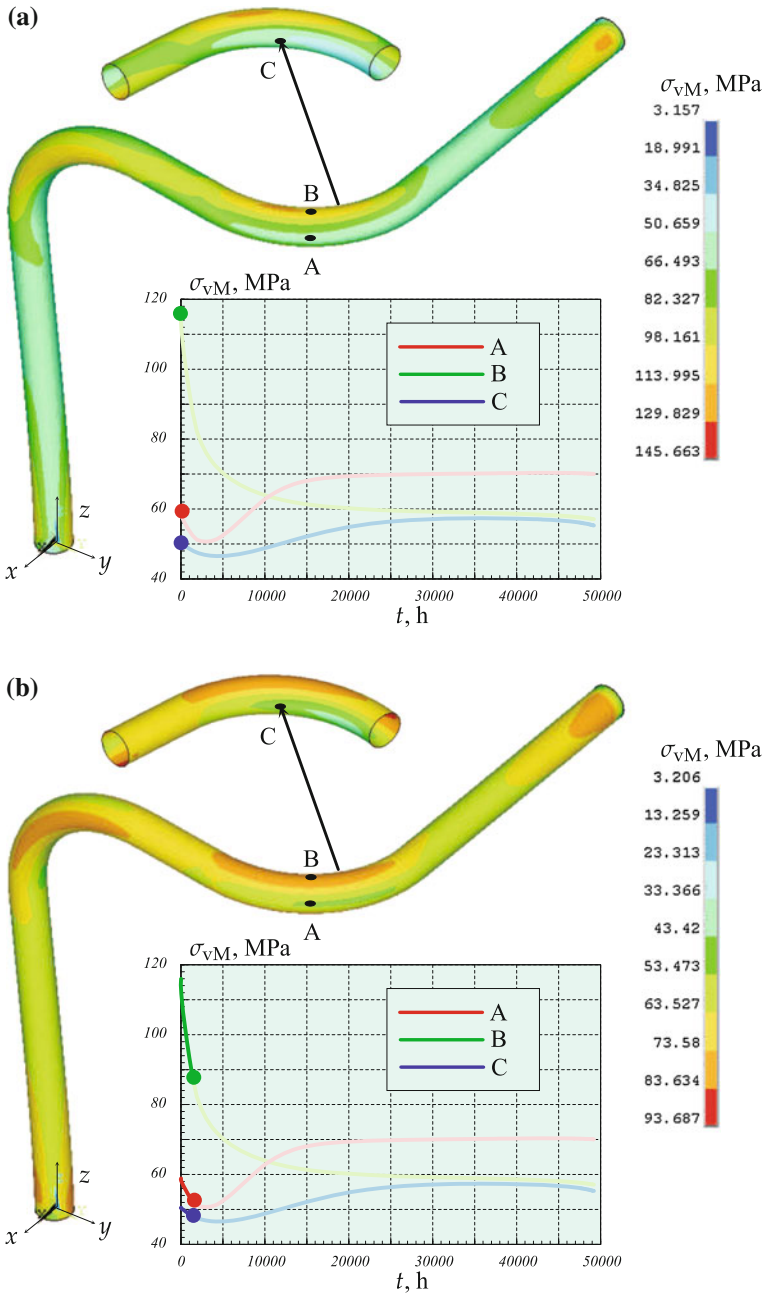 (a)
C
B
A
z
y
x
σvM, MPa
3.157
18.991
34.825
50.659
66.493
82.327
98.161
113.995
129.829
145.663
σvM, MPa
120
100
80
60
40
A
B
C
0 10000 20000 30000 40000 50000
t, h
(b)
C
B
A
z
y
x
σvM, MPa
3.206
13.259
23.313
33.366
43.42
53.473
63.527
73.58
83.634
93.687
σvM, MPa
120
100
80
60
40
A
B
C
0 10000 20000 30000 40000 50000
t, h